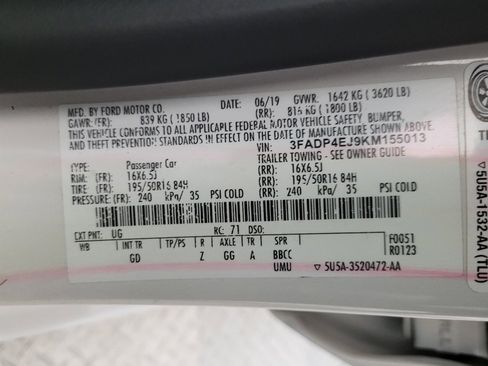 MFD. BY FORD MOTOR CO. DATE: 06/19 GVWR: 1642 KG ( 3620 LB)
GAWR: (FR): 839 KG (1850 LB) (RR): 816 KG (1800 LB)
THIS VEHICLE CONFORMS TO ALL APPLICABLE FEDERAL MOTOR VEHICLE SAFETY, BUMPER,
AND THEFT PREVENTION STANDARDS IN EFFECT ON THE DATE OF MANUFACTURE SHOWN ABOVE.
VIN: 3FADP4EJ9KM155013
TYPE: Passenger Car TRAILER TOWING - SEE OWNER GUIDE
RIM: (FR): 16X6.5J (RR): 16X6.5J
TIRE: (FR): 195/50R16 84H (RR): 195/50R16 84H
PRESSURE: (FR): 240 kPa/ 35 PSI COLD (RR): 240 kPa/ 35 PSI COLD
EXT PNT: UG RC: 71 DSO:
WB INT TR TP/PS R AXLE TR SPR F0051
GD Z GG A BBCC R0123
UMU 5U5A-3520472-AA
5U5A-1532-AA (TLU)